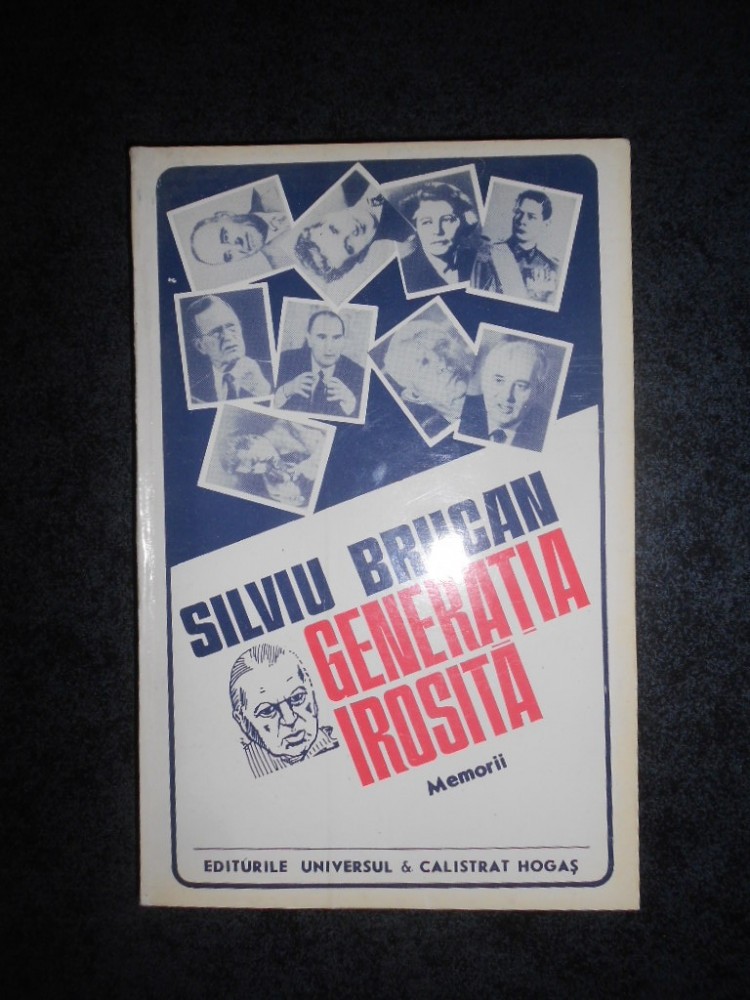 SILVIU BRUCAN
GENERAȚIA
IROSITĂ
Memorii
EDITURILE UNIVERSUL & CALISTRAT HOGAȘ